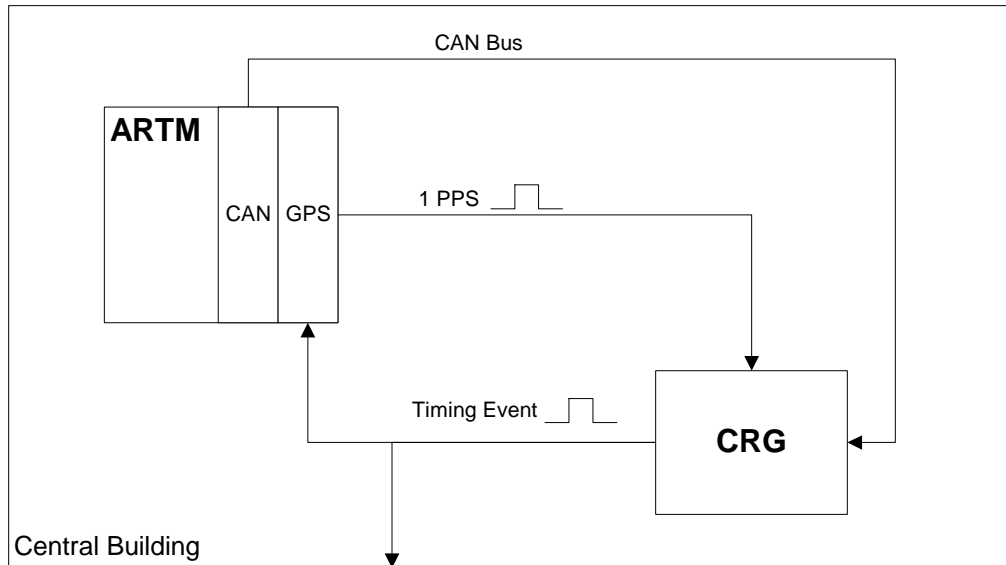 CAN Bus
ARTM
CAN
GPS
1 PPS
Timing Event
CRG
Central Building